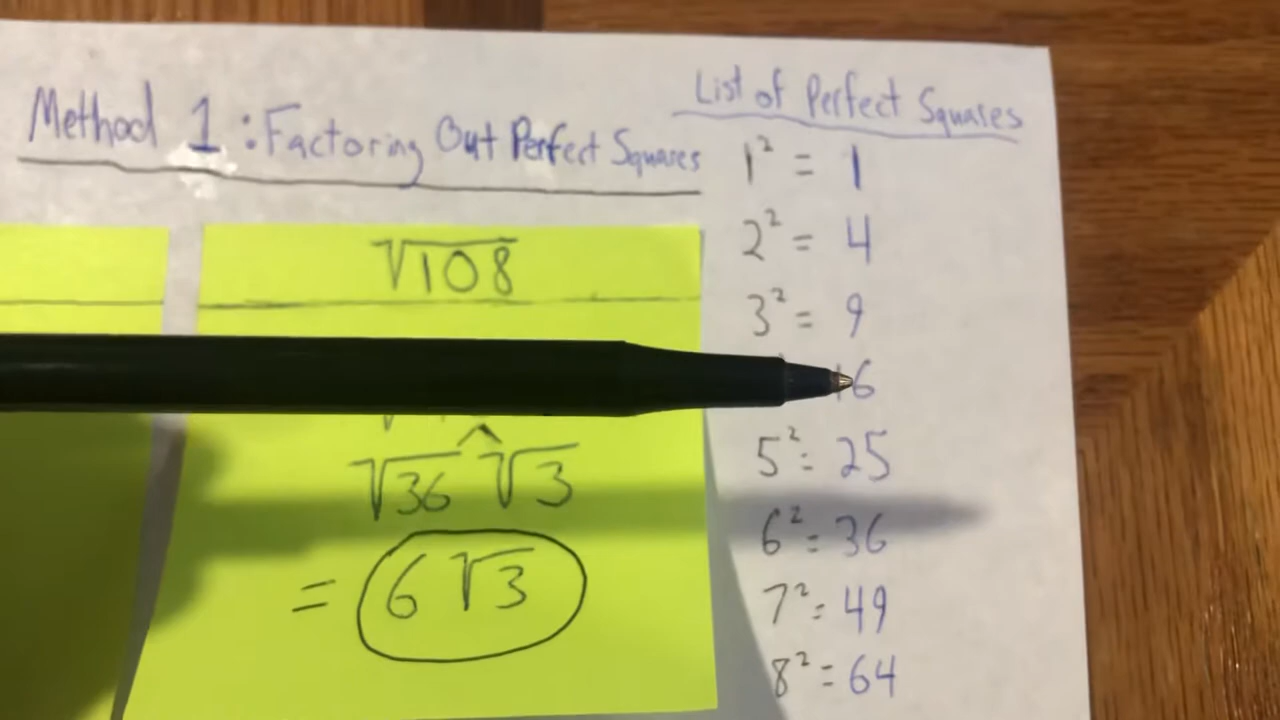 Method 1: Factoring Out Perfect Squares
√108
√36 √3
= 6√3
List of Perfect Squares
1² = 1
2² = 4
3² = 9
16
5² = 25
6² = 36
7² = 49
8² = 64